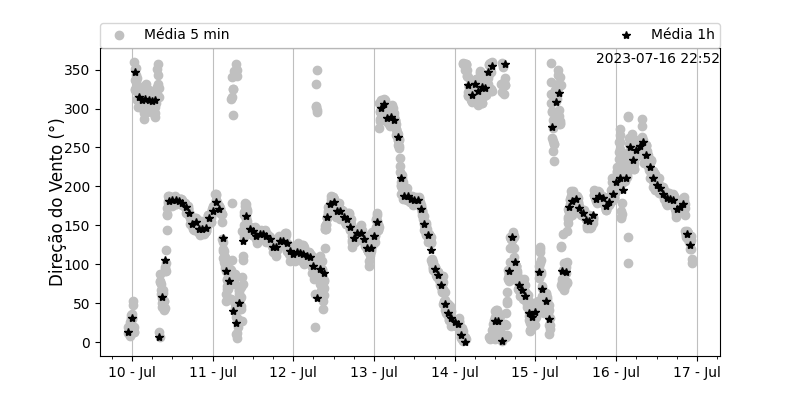 Média 5 min
Média 1h
2023-07-16 22:52
Direção do Vento (°)
350
300
250
200
150
100
50
0
10 - Jul
11 - Jul
12 - Jul
13 - Jul
14 - Jul
15 - Jul
16 - Jul
17 - Jul